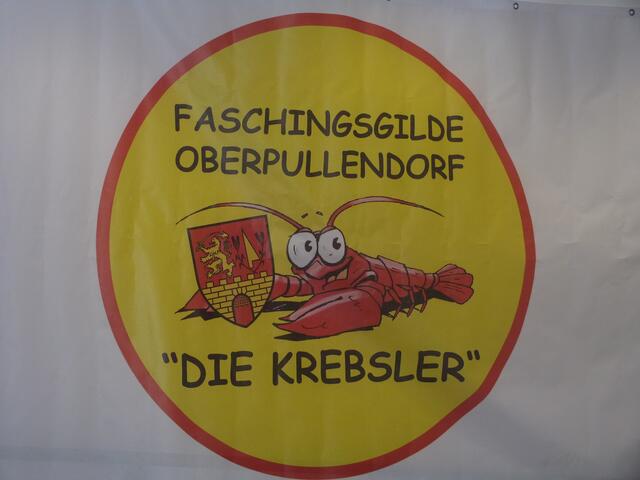 FASCHINGSGILDE
OBERPULLENDORF
"DIE KREBSLER"